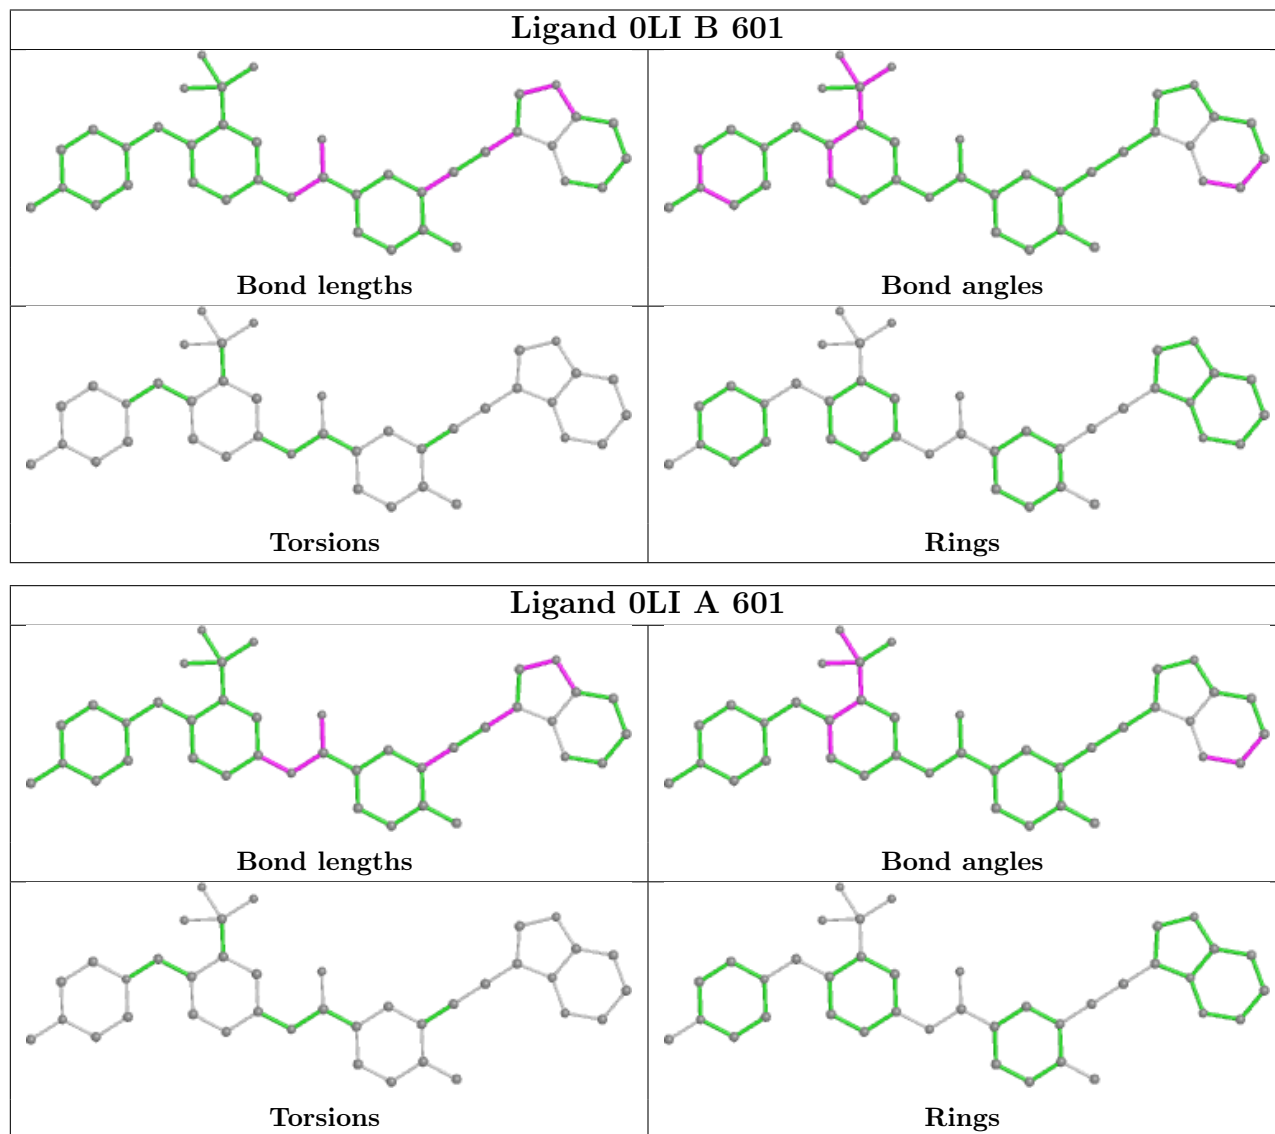 Ligand 0LI B 601
Bond lengths
Bond angles
Torsions
Rings
Ligand 0LI A 601
Bond lengths
Bond angles
Torsions
Rings